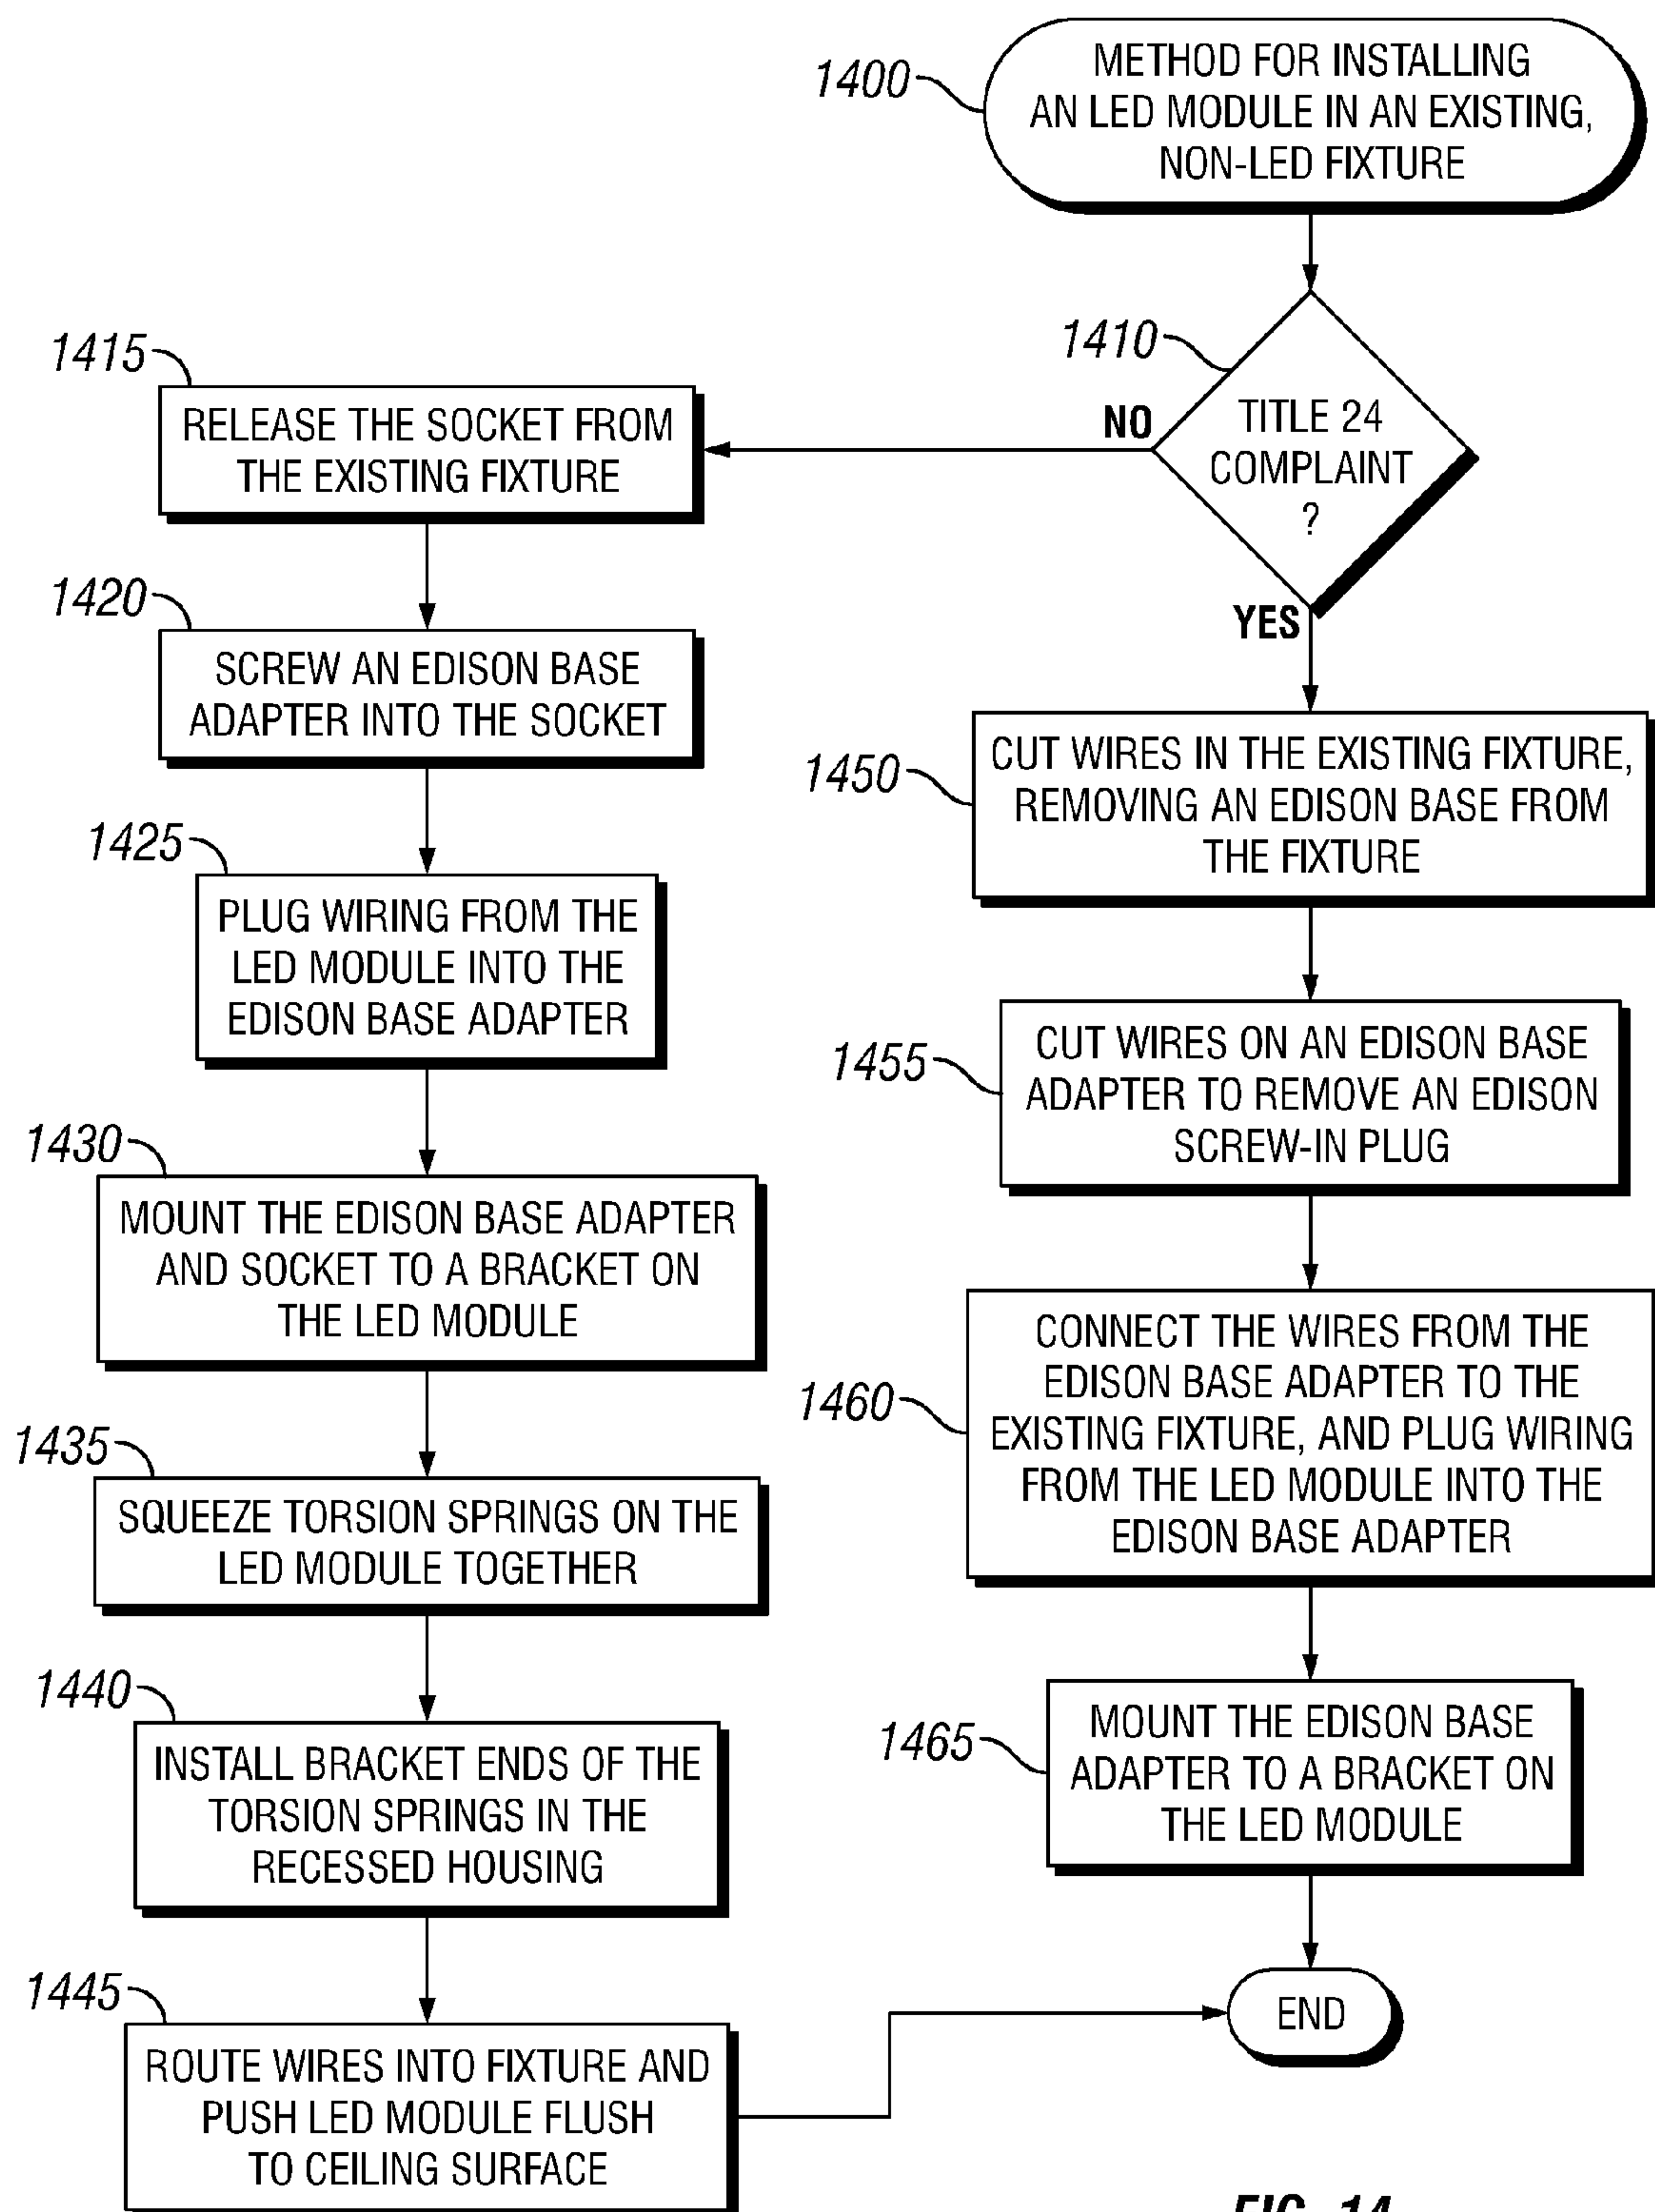 1400
METHOD FOR INSTALLING
AN LED MODULE IN AN EXISTING,
NON-LED FIXTURE
1410
TITLE 24
COMPLAINT
?
NO
YES
1415
RELEASE THE SOCKET FROM
THE EXISTING FIXTURE
1420
SCREW AN EDISON BASE
ADAPTER INTO THE SOCKET
1425
PLUG WIRING FROM THE
LED MODULE INTO THE
EDISON BASE ADAPTER
1430
MOUNT THE EDISON BASE ADAPTER
AND SOCKET TO A BRACKET ON
THE LED MODULE
1435
SQUEEZE TORSION SPRINGS ON THE
LED MODULE TOGETHER
1440
INSTALL BRACKET ENDS OF THE
TORSION SPRINGS IN THE
RECESSED HOUSING
1445
ROUTE WIRES INTO FIXTURE AND
PUSH LED MODULE FLUSH
TO CEILING SURFACE
1450
CUT WIRES IN THE EXISTING FIXTURE,
REMOVING AN EDISON BASE FROM
THE FIXTURE
1455
CUT WIRES ON AN EDISON BASE
ADAPTER TO REMOVE AN EDISON
SCREW-IN PLUG
1460
CONNECT THE WIRES FROM THE
EDISON BASE ADAPTER TO THE
EXISTING FIXTURE, AND PLUG WIRING
FROM THE LED MODULE INTO THE
EDISON BASE ADAPTER
1465
MOUNT THE EDISON BASE
ADAPTER TO A BRACKET ON
THE LED MODULE
END
FIG. 14